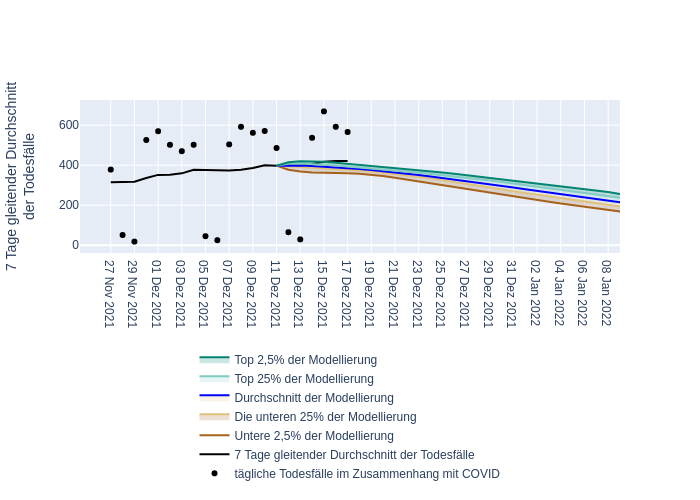 7 Tage gleitender Durchschnitt
der Todesfälle
600
400
200
0
27 Nov 2021
29 Nov 2021
01 Dez 2021
03 Dez 2021
05 Dez 2021
07 Dez 2021
09 Dez 2021
11 Dez 2021
13 Dez 2021
15 Dez 2021
17 Dez 2021
19 Dez 2021
21 Dez 2021
23 Dez 2021
25 Dez 2021
27 Dez 2021
29 Dez 2021
31 Dez 2021
02 Jan 2022
04 Jan 2022
06 Jan 2022
08 Jan 2022
Top 2,5% der Modellierung
Top 25% der Modellierung
Durchschnitt der Modellierung
Die unteren 25% der Modellierung
Untere 2,5% der Modellierung
7 Tage gleitender Durchschnitt der Todesfälle
tägliche Todesfälle im Zusammenhang mit COVID